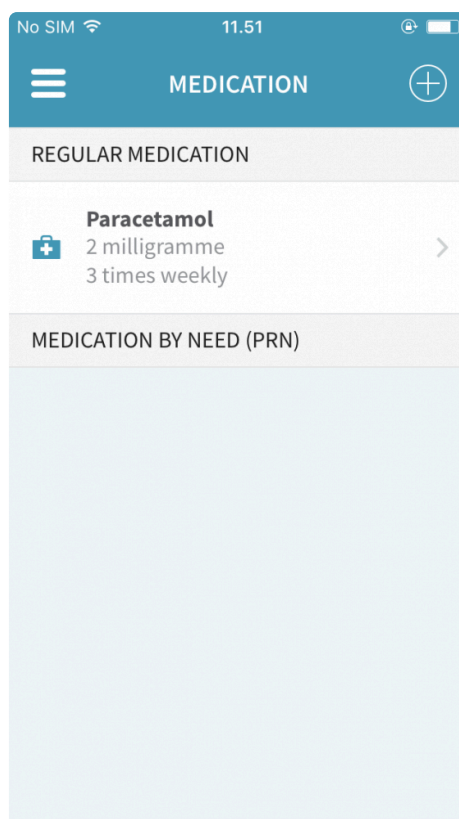 No SIM 11.51
MEDICATION
REGULAR MEDICATION
Paracetamol
2 milligramme
3 times weekly
MEDICATION BY NEED (PRN)